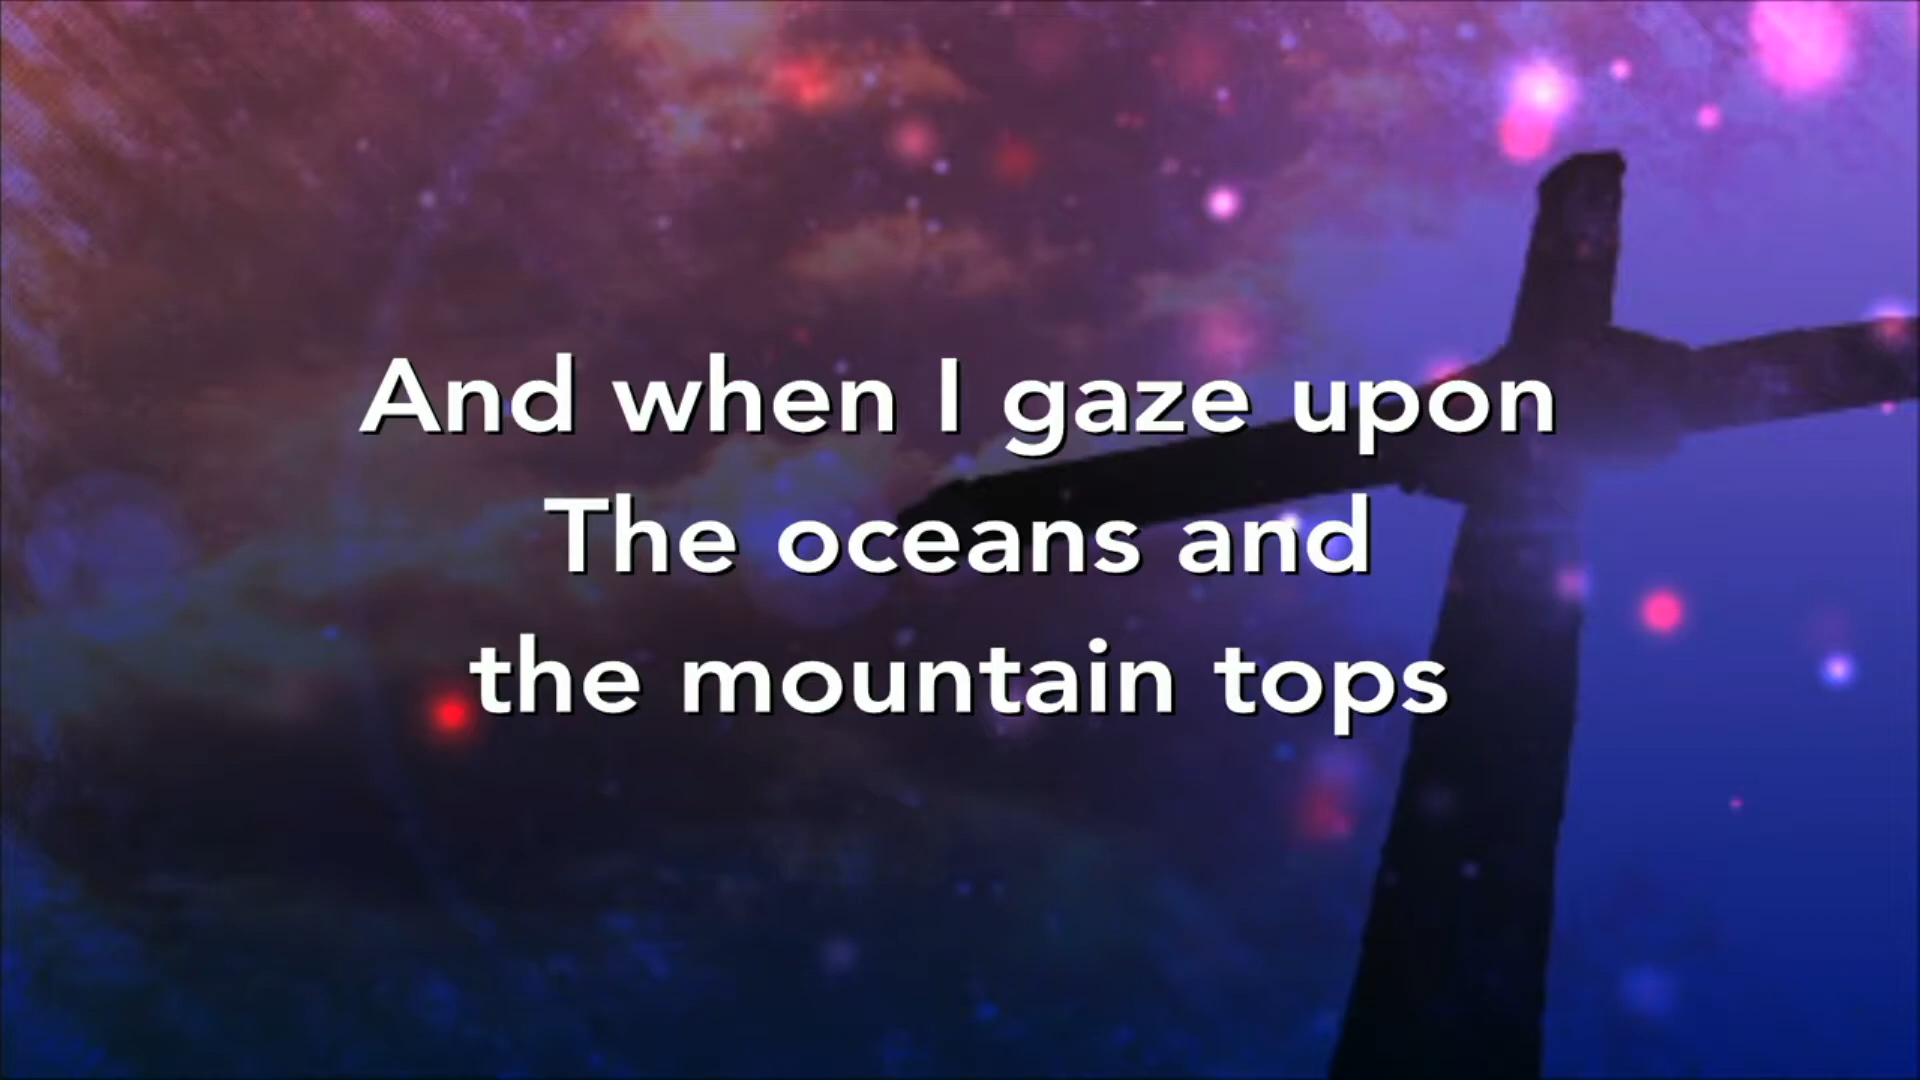 And when I gaze upon
The oceans and
the mountain tops